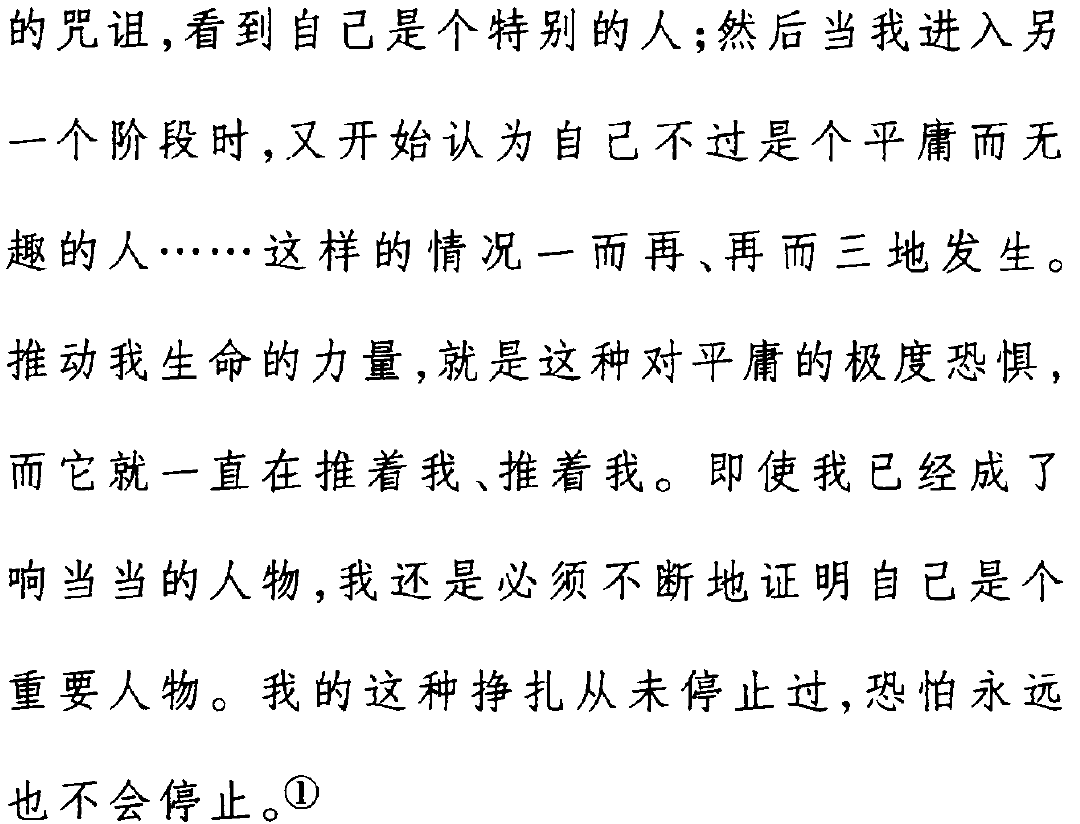 的咒诅,看到自己是个特别的人;然后当我进入另
一个阶段时,又开始认为自己不过是个平庸而无
趣的人……这样的情况一而再、再而三地发生。
推动我生命的力量,就是这种对平庸的极度恐惧,
而它就一直在推着我、推着我。即使我已经成了
响当当的人物,我还是必须不断地证明自己是个
重要人物。我的这种挣扎从未停止过,恐怕永远
也不会停止。①